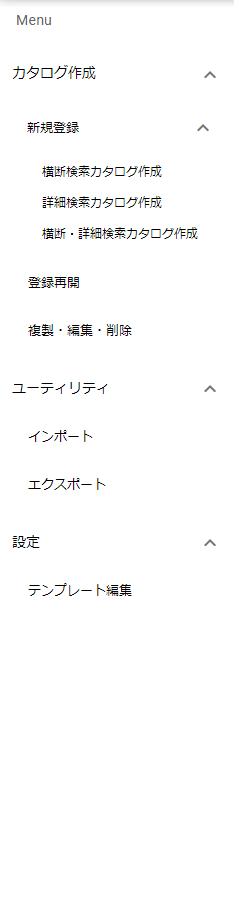 Menu
カタログ作成
新規登録
横断検索カタログ作成
詳細検索カタログ作成
横断・詳細検索カタログ作成
登録再開
複製・編集・削除
ユーティリティ
インポート
エクスポート
設定
テンプレート編集